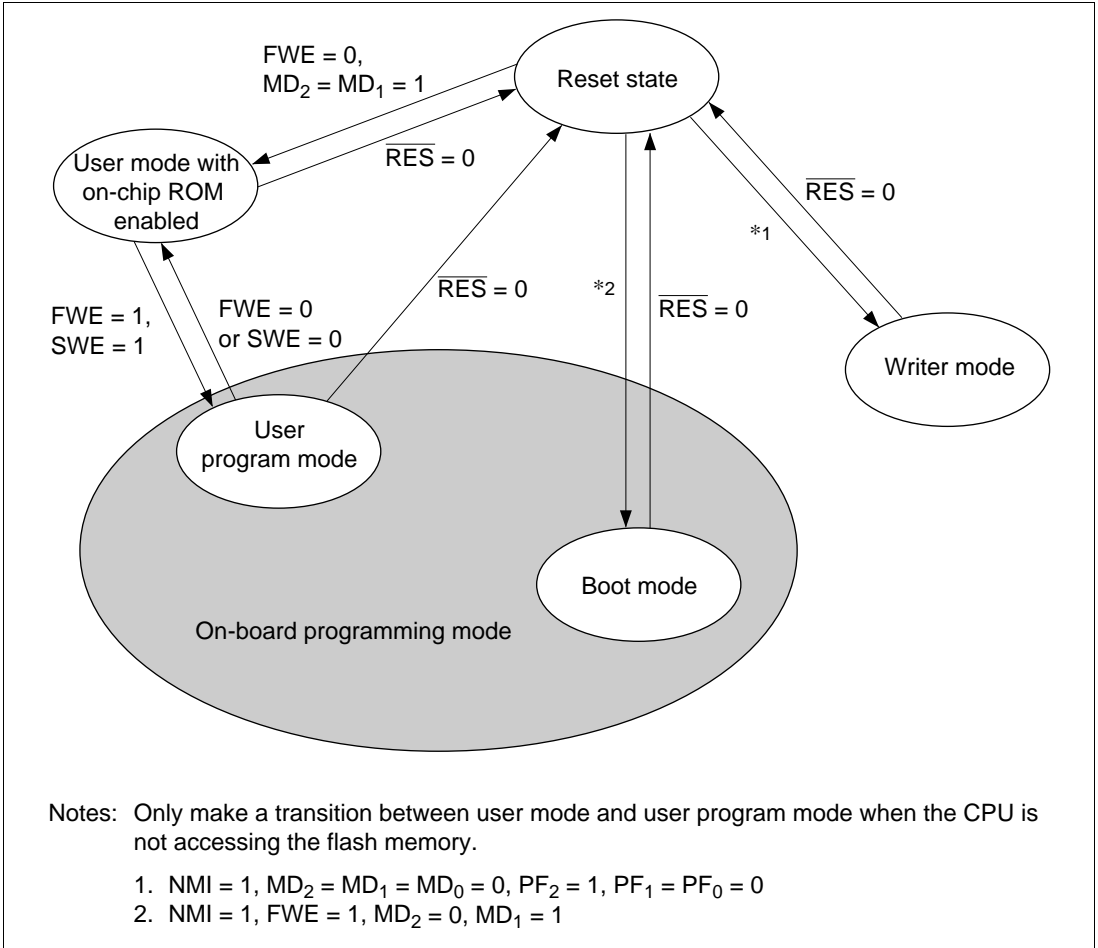 FWE = 0,
MD2 = MD1 = 1
Reset state
RES = 0
User mode with
on-chip ROM
enabled
RES = 0
*1
FWE = 1,
SWE = 1
FWE = 0
or SWE = 0
RES = 0
*2
RES = 0
Writer mode
User
program mode
Boot mode
On-board programming mode
Notes: Only make a transition between user mode and user program mode when the CPU is
not accessing the flash memory.
1. NMI = 1, MD2 = MD1 = MD0 = 0, PF2 = 1, PF1 = PF0 = 0
2. NMI = 1, FWE = 1, MD2 = 0, MD1 = 1